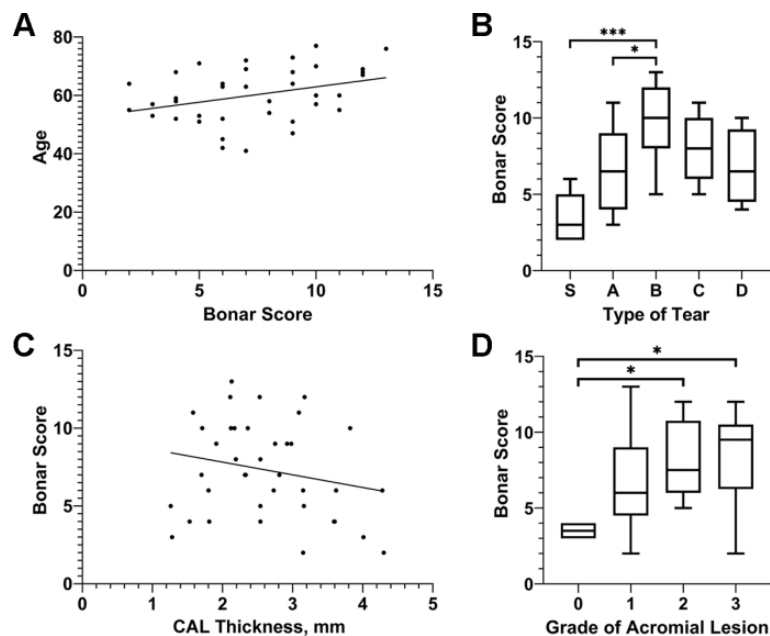 A
80
60
40
20
0
Age
0 5 10 15
Bonar Score
B
***
*
15
10
5
0
Bonar Score
S A B C D
Type of Tear
C
15
10
5
0
Bonar Score
0 1 2 3 4 5
CAL Thickness, mm
D
*
*
15
10
5
0
Bonar Score
0 1 2 3
Grade of Acromial Lesion